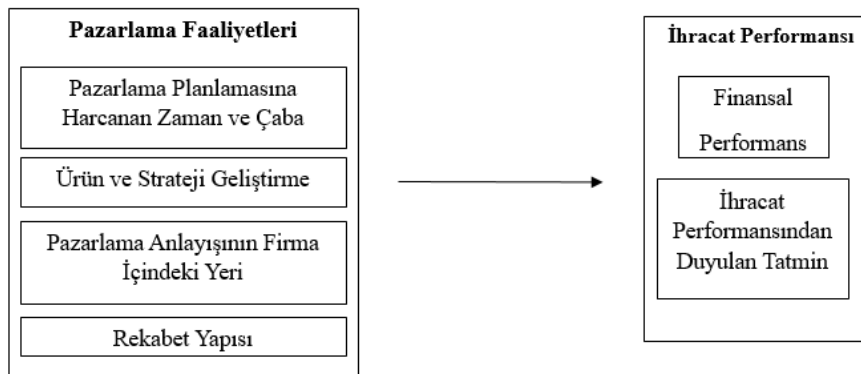 Pazarlama Faaliyetleri
Pazarlama Planlamasına
Harcanan Zaman ve Çaba
Ürün ve Strateji Geliştirme
Pazarlama Anlayışının Firma
İçindeki Yeri
Rekabet Yapısı
İhracat Performansı
Finansal
Performans
İhracat
Performansından
Duyulan Tatmin